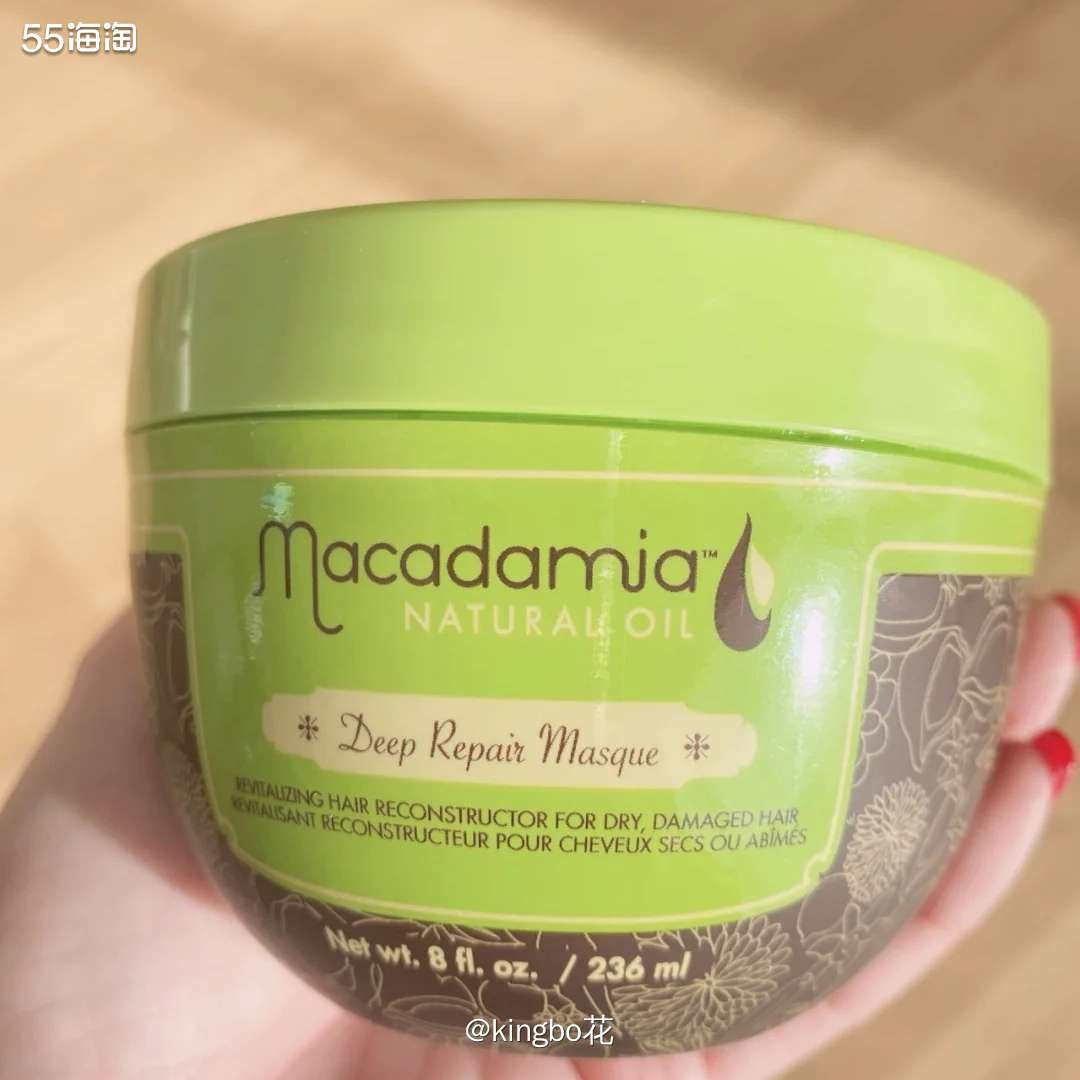 55海淘
Macadamia™
NATURAL OIL
Deep Repair Masque
REVITALIZING HAIR RECONSTRUCTOR FOR DRY, DAMAGED HAIR
REVITALISANT RECONSTRUCTEUR POUR CHEVEUX SECS OU ABÎMÉS
Net wt. 8 fl. oz. / 236 ml
@kingbo花